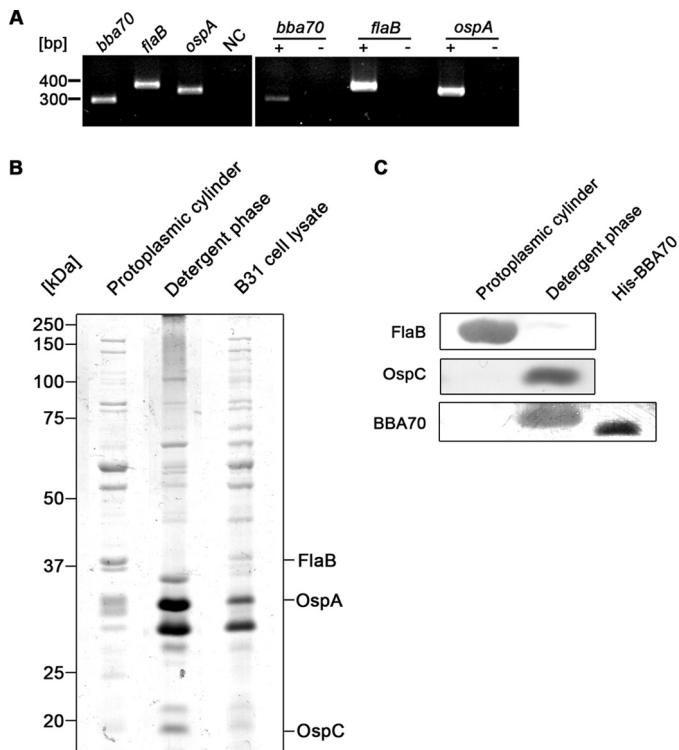 A
[bp]
bba70 flaB ospA NC
bba70 flaB ospA
+ - + - + -
400
300
B
[kDa]
Protoplasmic cylinder
Detergent phase
B31 cell lysate
250
150
100
75
50
37
25
20
FlaB
OspA
OspC
C
Protoplasmic cylinder
Detergent phase
His-BBA70
FlaB
OspC
BBA70